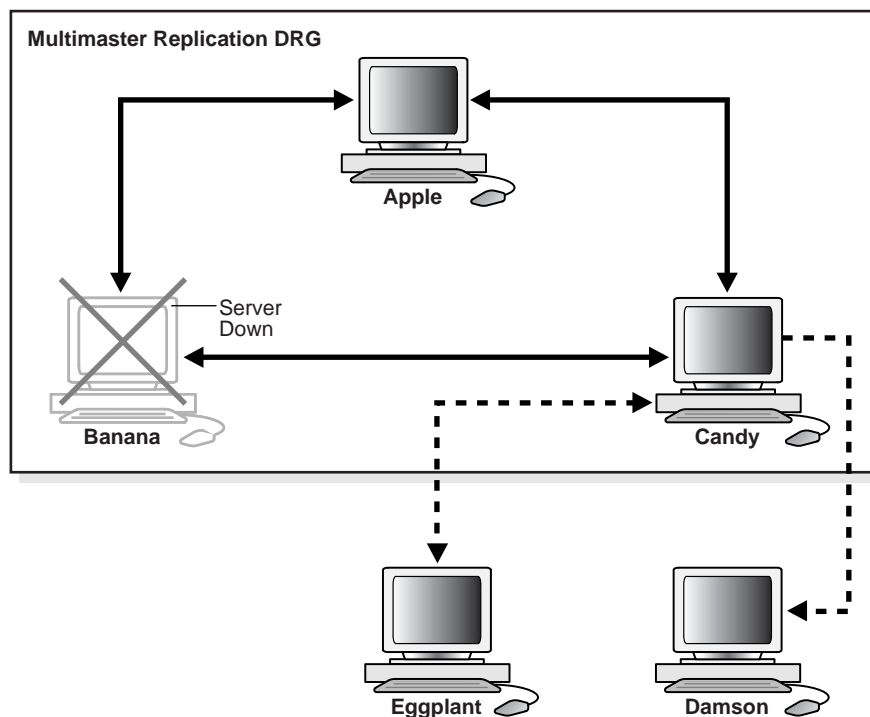 Multimaster Replication DRG
Apple
Server
Down
Banana
Candy
Eggplant
Damson